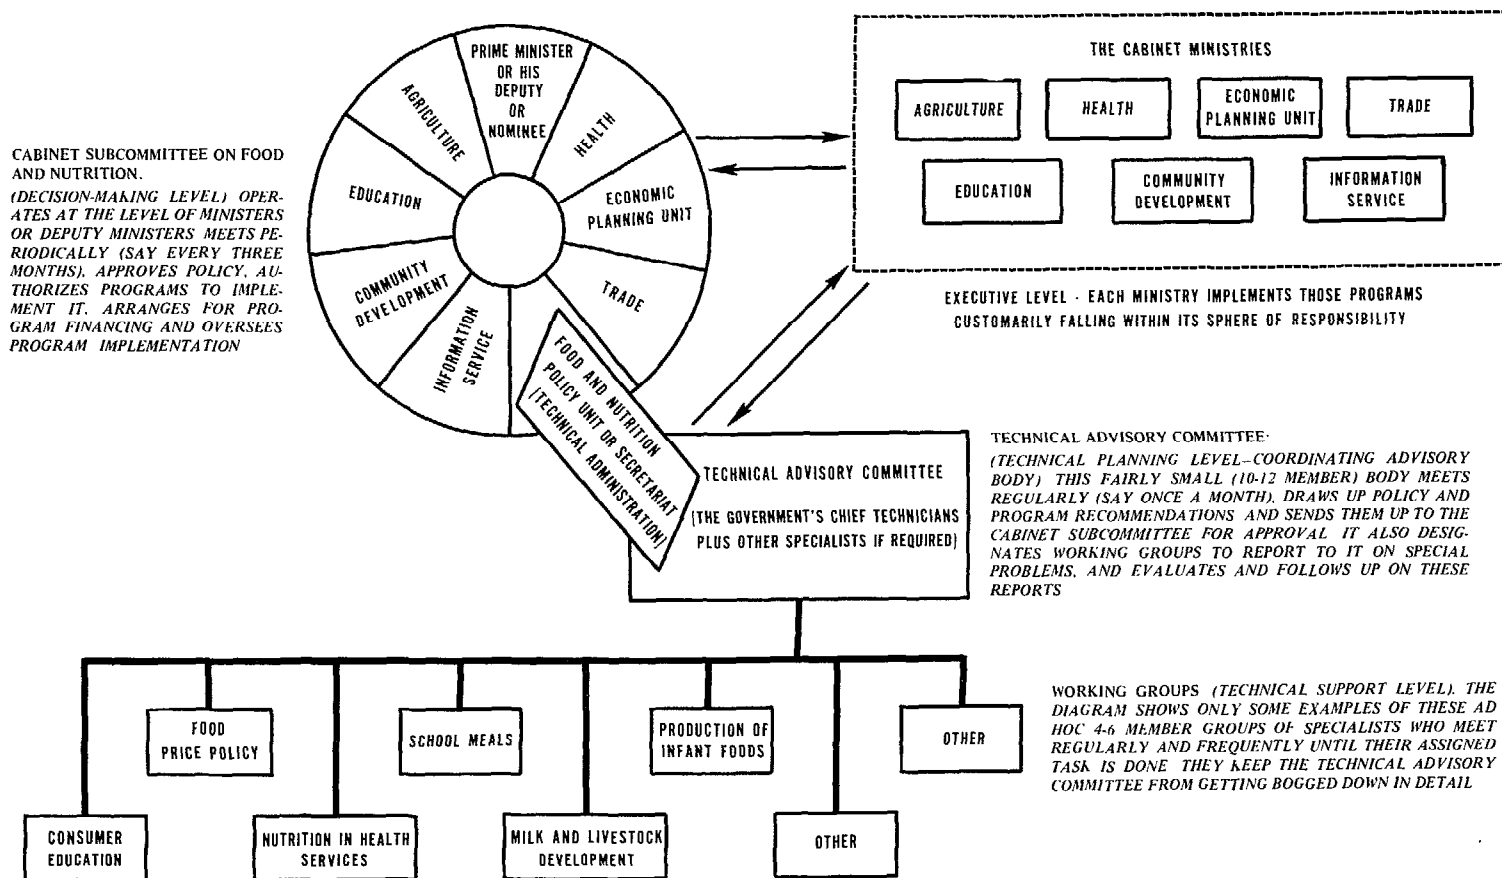 CABINET SUBCOMMITTEE ON FOOD
AND NUTRITION.
(DECISION-MAKING LEVEL) OPER-
ATES AT THE LEVEL OF MINISTERS
OR DEPUTY MINISTERS MEETS PE-
RIODICALLY (SAY EVERY THREE
MONTHS), APPROVES POLICY, AU-
THORIZES PROGRAMS TO IMPLE-
MENT IT, ARRANGES FOR PRO-
GRAM FINANCING AND OVERSEES
PROGRAM IMPLEMENTATION
PRIME MINISTER
OR HIS
DEPUTY
OR
NOMINEE
HEALTH
ECONOMIC
PLANNING UNIT
TRADE
FOOD AND NUTRITION
POLICY UNIT OR SECRETARIAT
(TECHNICAL ADMINISTRATION)
INFORMATION
SERVICE
COMMUNITY
DEVELOPMENT
EDUCATION
AGRICULTURE
THE CABINET MINISTRIES
AGRICULTURE
HEALTH
ECONOMIC
PLANNING UNIT
TRADE
EDUCATION
COMMUNITY
DEVELOPMENT
INFORMATION
SERVICE
EXECUTIVE LEVEL - EACH MINISTRY IMPLEMENTS THOSE PROGRAMS
CUSTOMARILY FALLING WITHIN ITS SPHERE OF RESPONSIBILITY
TECHNICAL ADVISORY COMMITTEE
(THE GOVERNMENT'S CHIEF TECHNICIANS
PLUS OTHER SPECIALISTS IF REQUIRED)
TECHNICAL ADVISORY COMMITTEE·
(TECHNICAL PLANNING LEVEL–COORDINATING ADVISORY
BODY) THIS FAIRLY SMALL (10-12 MEMBER) BODY MEETS
REGULARLY (SAY ONCE A MONTH), DRAWS UP POLICY AND
PROGRAM RECOMMENDATIONS AND SENDS THEM UP TO THE
CABINET SUBCOMMITTEE FOR APPROVAL IT ALSO DESIG-
NATES WORKING GROUPS TO REPORT TO IT ON SPECIAL
PROBLEMS, AND EVALUATES AND FOLLOWS UP ON THESE
REPORTS
FOOD
PRICE POLICY
SCHOOL MEALS
PRODUCTION OF
INFANT FOODS
OTHER
CONSUMER
EDUCATION
NUTRITION IN HEALTH
SERVICES
MILK AND LIVESTOCK
DEVELOPMENT
OTHER
WORKING GROUPS (TECHNICAL SUPPORT LEVEL). THE
DIAGRAM SHOWS ONLY SOME EXAMPLES OF THESE AD
HOC 4-6 MEMBER GROUPS OF SPECIALISTS WHO MEET
REGULARLY AND FREQUENTLY UNTIL THEIR ASSIGNED
TASK IS DONE THEY KEEP THE TECHNICAL ADVISORY
COMMITTEE FROM GETTING BOGGED DOWN IN DETAIL